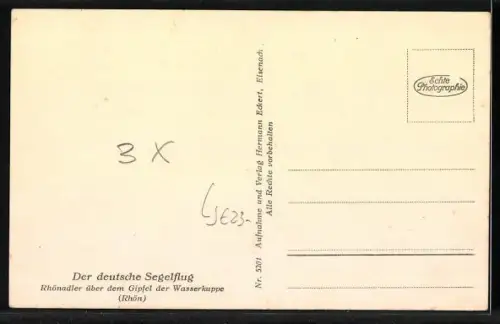 3 X
Der deutsche Segelflug
Rhönadler über dem Gipfel der Wasserkuppe
(Rhön)
Nr. 5201 Aufnahme und Verlag Hermann Eckert, Eisenach
Alle Rechte vorbehalten
Echte
Photographie